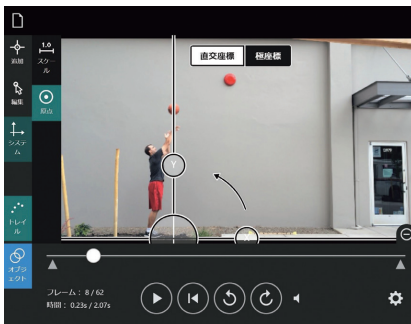 追加
1.0
スケー
ル
直交座標
極座標
編集
原点
システ
ム
Y
トレイ
ル
オブジ
ェクト
フレーム： 8 / 62
時間： 0.23s / 2.07s